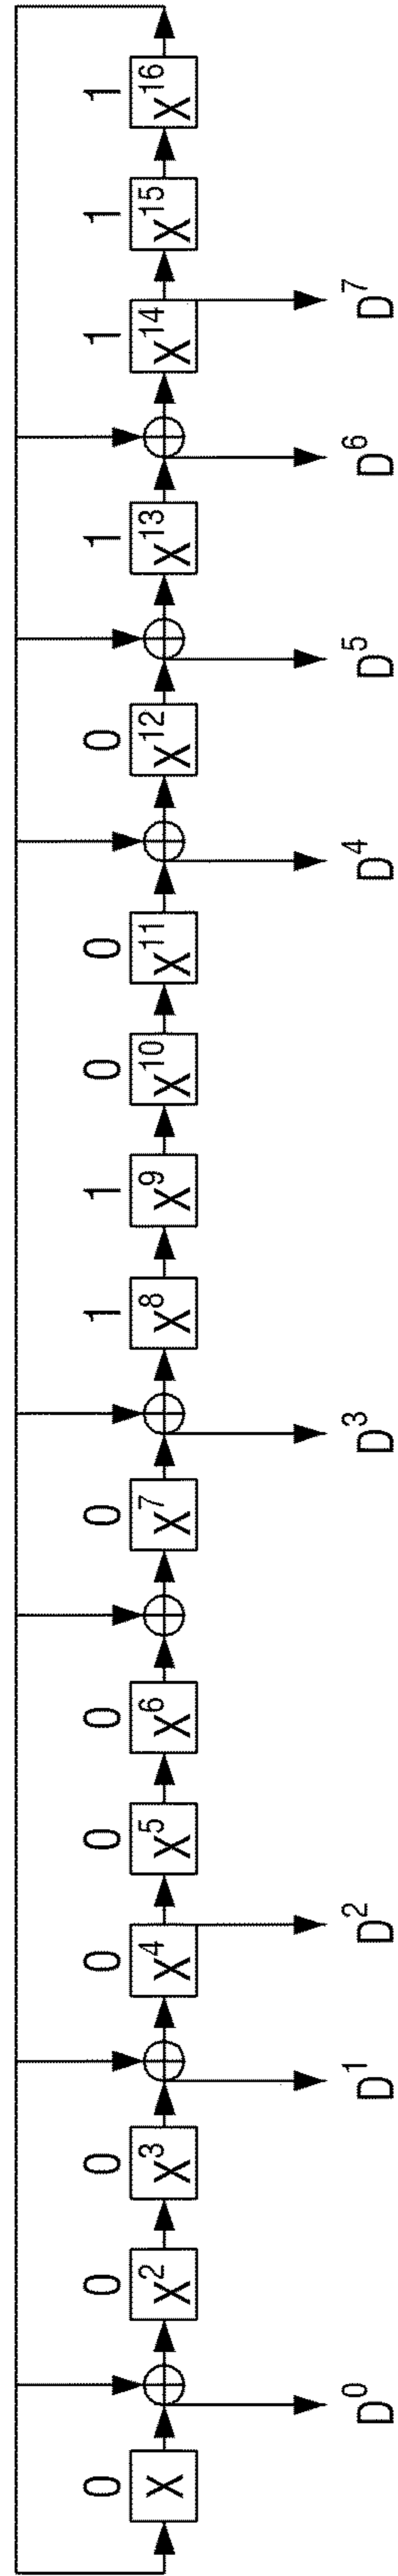 0 0 0 0 0 0 0 1 1 0 0 0 1 1 1 1
X X² X³ X⁴ X⁵ X⁶ X⁷ X⁸ X⁹ X¹⁰ X¹¹ X¹² X¹³ X¹⁴ X¹⁵ X¹⁶
D⁰ D¹ D² D³ D⁴ D⁵ D⁶ D⁷